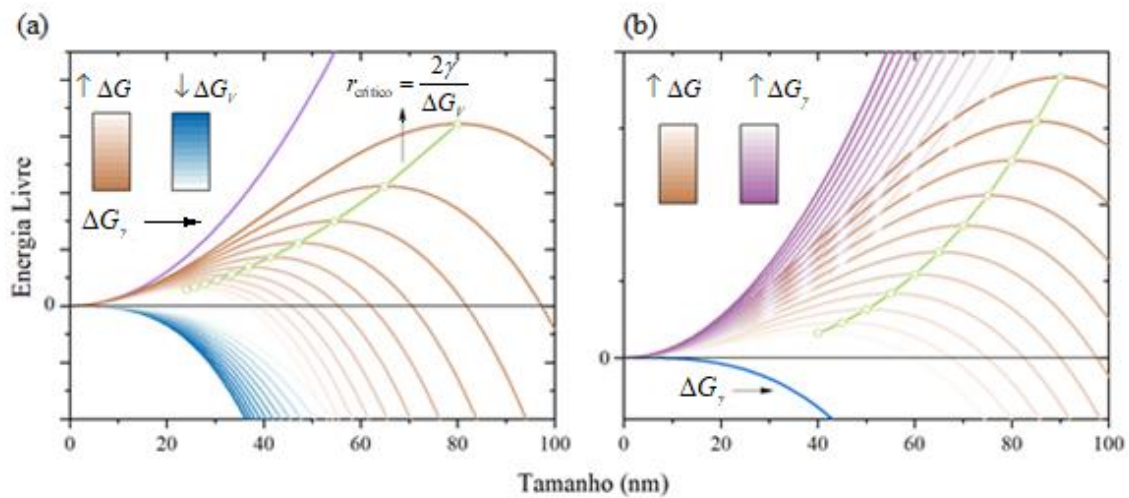 (a)
(b)
↑ ΔG ↓ ΔG_V
r_crítico = 2γ / ΔG_V
ΔG_γ →
↑ ΔG ↑ ΔG_γ
ΔG_γ →
Energia Livre
0
0
0 20 40 60 80 100
0 20 40 60 80 100
Tamanho (nm)